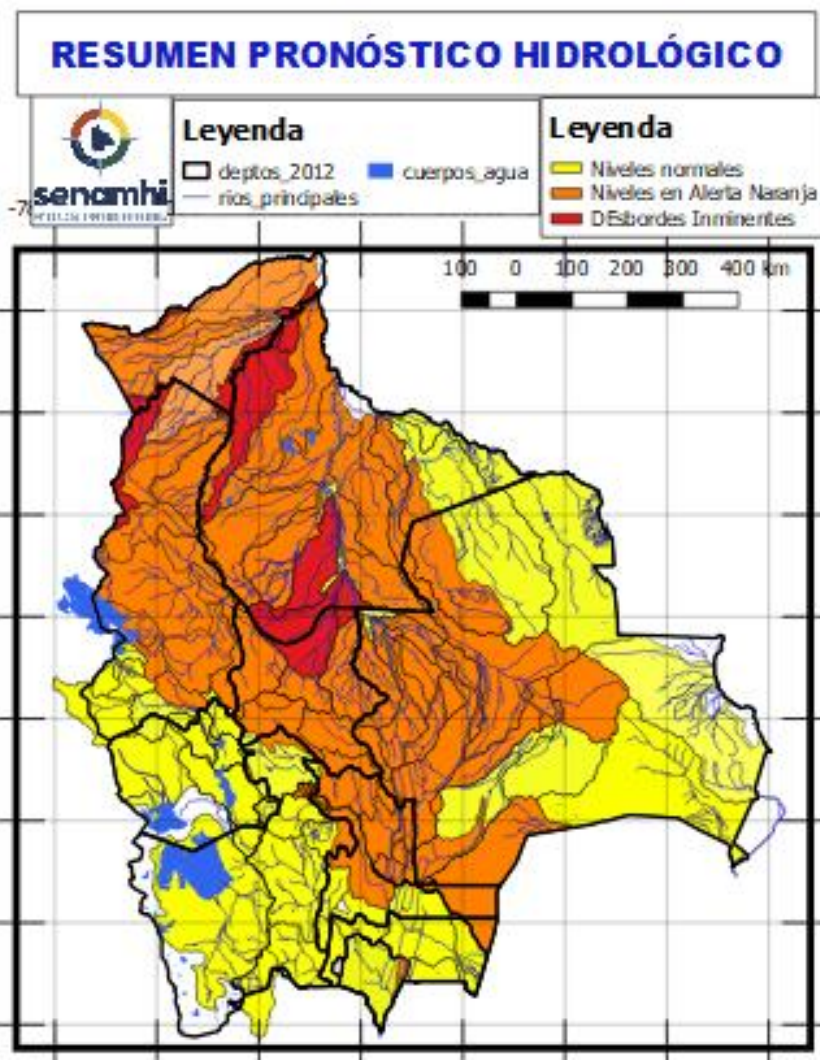 RESUMEN PRONÓSTICO HIDROLÓGICO
senamhi
Leyenda
deptos_2012 cuerpos_agua
rios_principales
Leyenda
Niveles normales
Niveles en Alerta Naranja
DEsbordes Inminentes
100 0 100 200 300 400 km